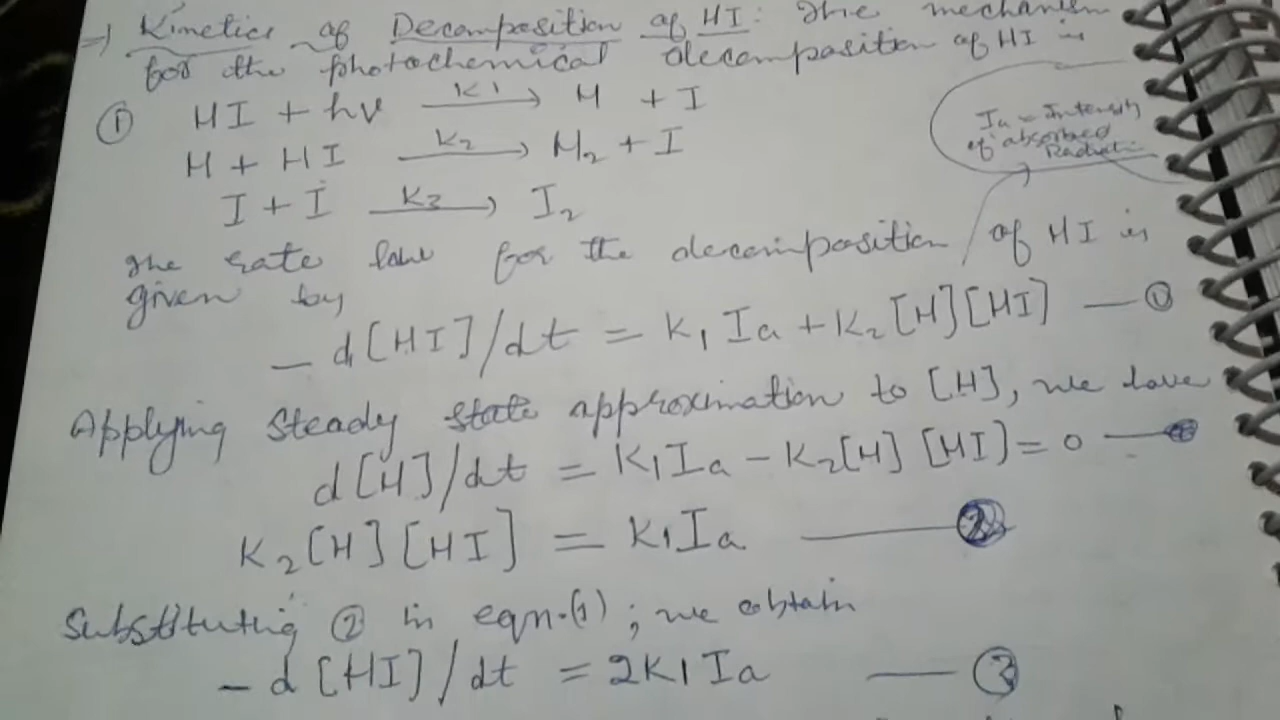 =) Kinetics of Decomposition of HI: The mechanism
for the photochemical decomposition of HI is
① HI + hν —K1→ H + I
H + HI —K2→ H2 + I
I + I —K3→ I2
Ia = Intensity
of absorbed
The rate law for the decomposition of HI is
given by
- d[HI]/dt = K1 Ia + K2 [H][HI] — ①
Applying steady state approximation to [H], we have
d[H]/dt = K1Ia - K2[H] [HI] = 0 —
K2[H][HI] = K1Ia — ②
Substituting ② in eqn.(1); we obtain
- d[HI]/dt = 2K1Ia — ③